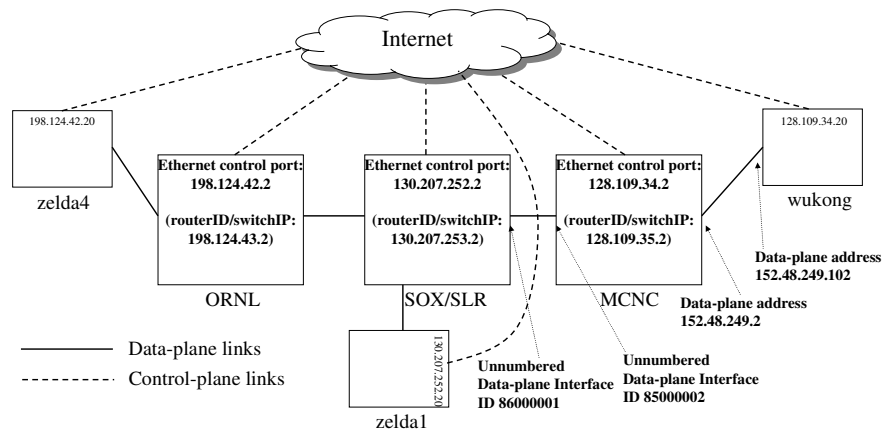 Internet
198.124.42.20
zelda4
Ethernet control port:
198.124.42.2
(routerID/switchIP:
198.124.43.2)
ORNL
Ethernet control port:
130.207.252.2
(routerID/switchIP:
130.207.253.2)
SOX/SLR
Ethernet control port:
128.109.34.2
(routerID/switchIP:
128.109.35.2)
MCNC
128.109.34.20
wukong
Data-plane address
152.48.249.102
Data-plane address
152.48.249.2
Data-plane links
Control-plane links
130.207.252.20
zelda1
Unnumbered
Data-plane Interface
ID 86000001
Unnumbered
Data-plane Interface
ID 85000002